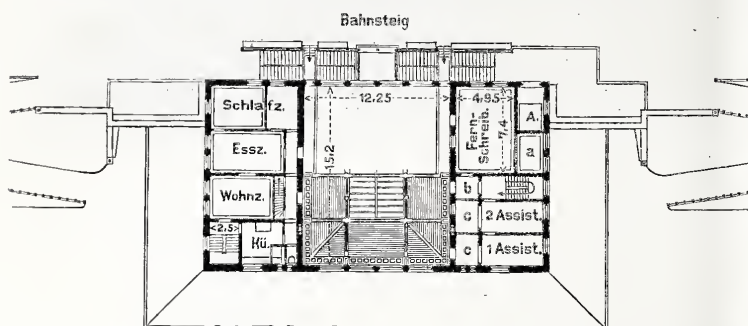 Bahnsteig
Schlafz.
12,25
4,95
A.
Fern-
Schreib.
7,4
Essz.
15,2
a
Wohnz.
b
c
2 Assist.
2,5
Kü.
c
1 Assist.